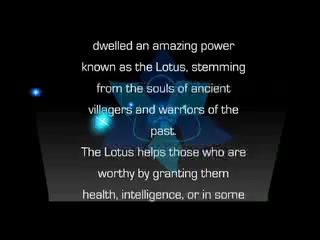 dwelled an amazing power
known as the Lotus, stemming
from the souls of ancient
villagers and warriors of the
past.
The Lotus helps those who are
worthy by granting them
health, intelligence, or in some